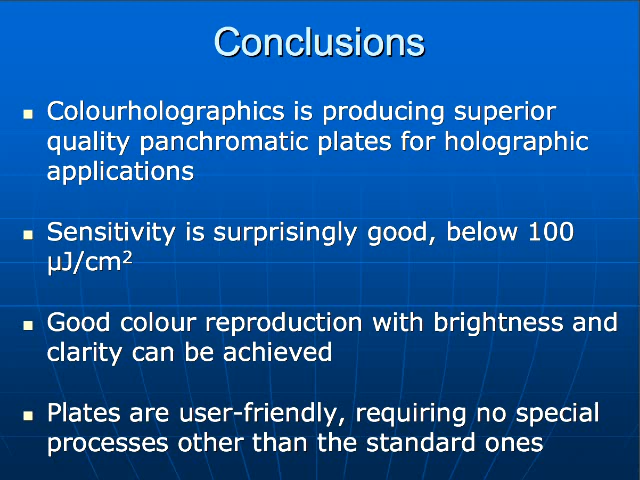 Conclusions
Colourholographics is producing superior
quality panchromatic plates for holographic
applications
Sensitivity is surprisingly good, below 100
µJ/cm²
Good colour reproduction with brightness and
clarity can be achieved
Plates are user-friendly, requiring no special
processes other than the standard ones